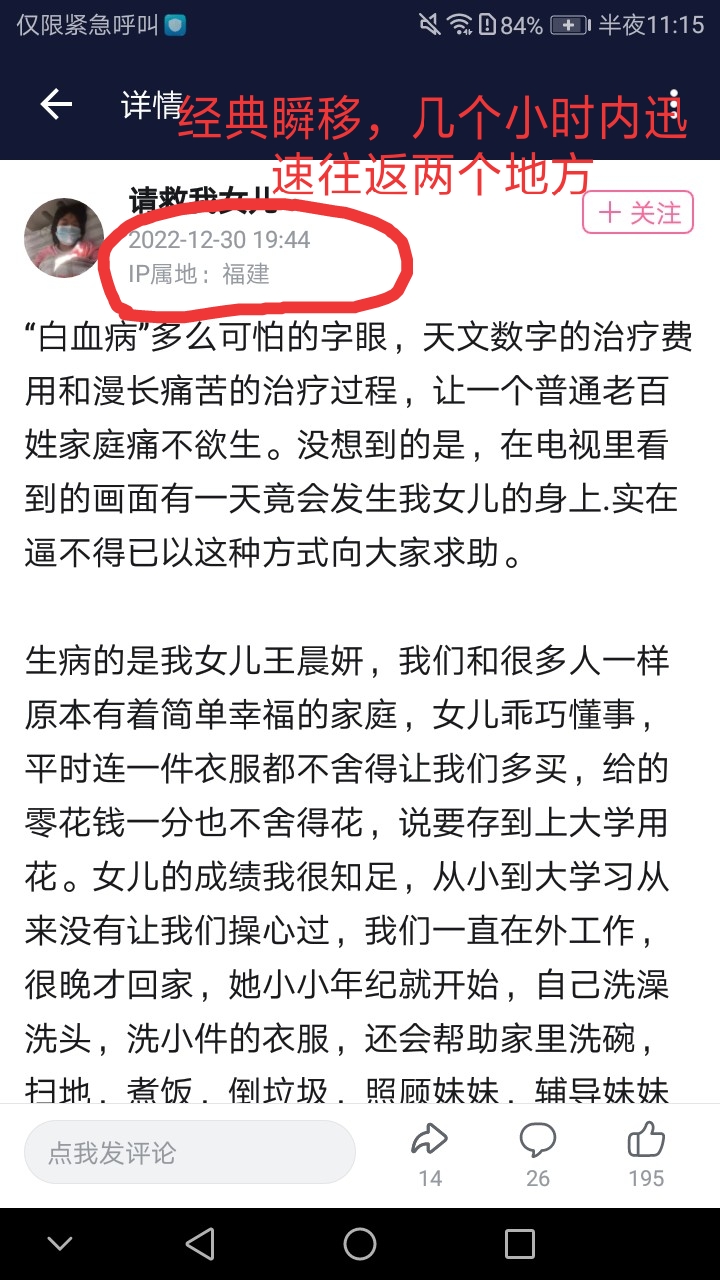 仅限紧急呼叫
84% 半夜11:15
详情
经典瞬移，几个小时内迅
速往返两个地方
请救我女儿
+ 关注
2022-12-30 19:44
IP属地：福建
“白血病”多么可怕的字眼，天文数字的治疗费
用和漫长痛苦的治疗过程，让一个普通老百
姓家庭痛不欲生。没想到的是，在电视里看
到的画面有一天竟会发生我女儿的身上.实在
逼不得已以这种方式向大家求助。
生病的是我女儿王晨妍，我们和很多人一样
原本有着简单幸福的家庭，女儿乖巧懂事，
平时连一件衣服都不舍得让我们多买，给的
零花钱一分也不舍得花，说要存到上大学用
花。女儿的成绩我很知足，从小到大学习从
来没有让我们操心过，我们一直在外工作，
很晚才回家，她小小年纪就开始，自己洗澡
洗头，洗小件的衣服，还会帮助家里洗碗，
扫地，煮饭，倒垃圾，照顾妹妹，辅导妹妹
点我发评论
14
26
195